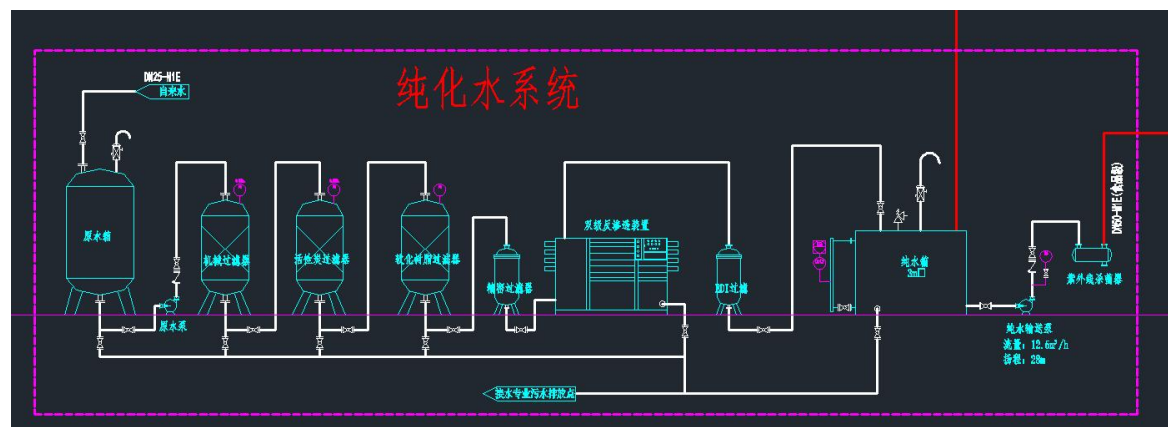 纯化水系统
DN25-W1E
自来水
原水箱
原水泵
机械过滤器
活性炭过滤器
软化树脂过滤器
精密过滤器
双级反渗透装置
EDI过滤
纯水箱
3m
DN50-W1E(食品级)
紫外线杀菌器
纯水输送泵
流量: 12.5m³/h
扬程: 28m
接水专业污水排放点